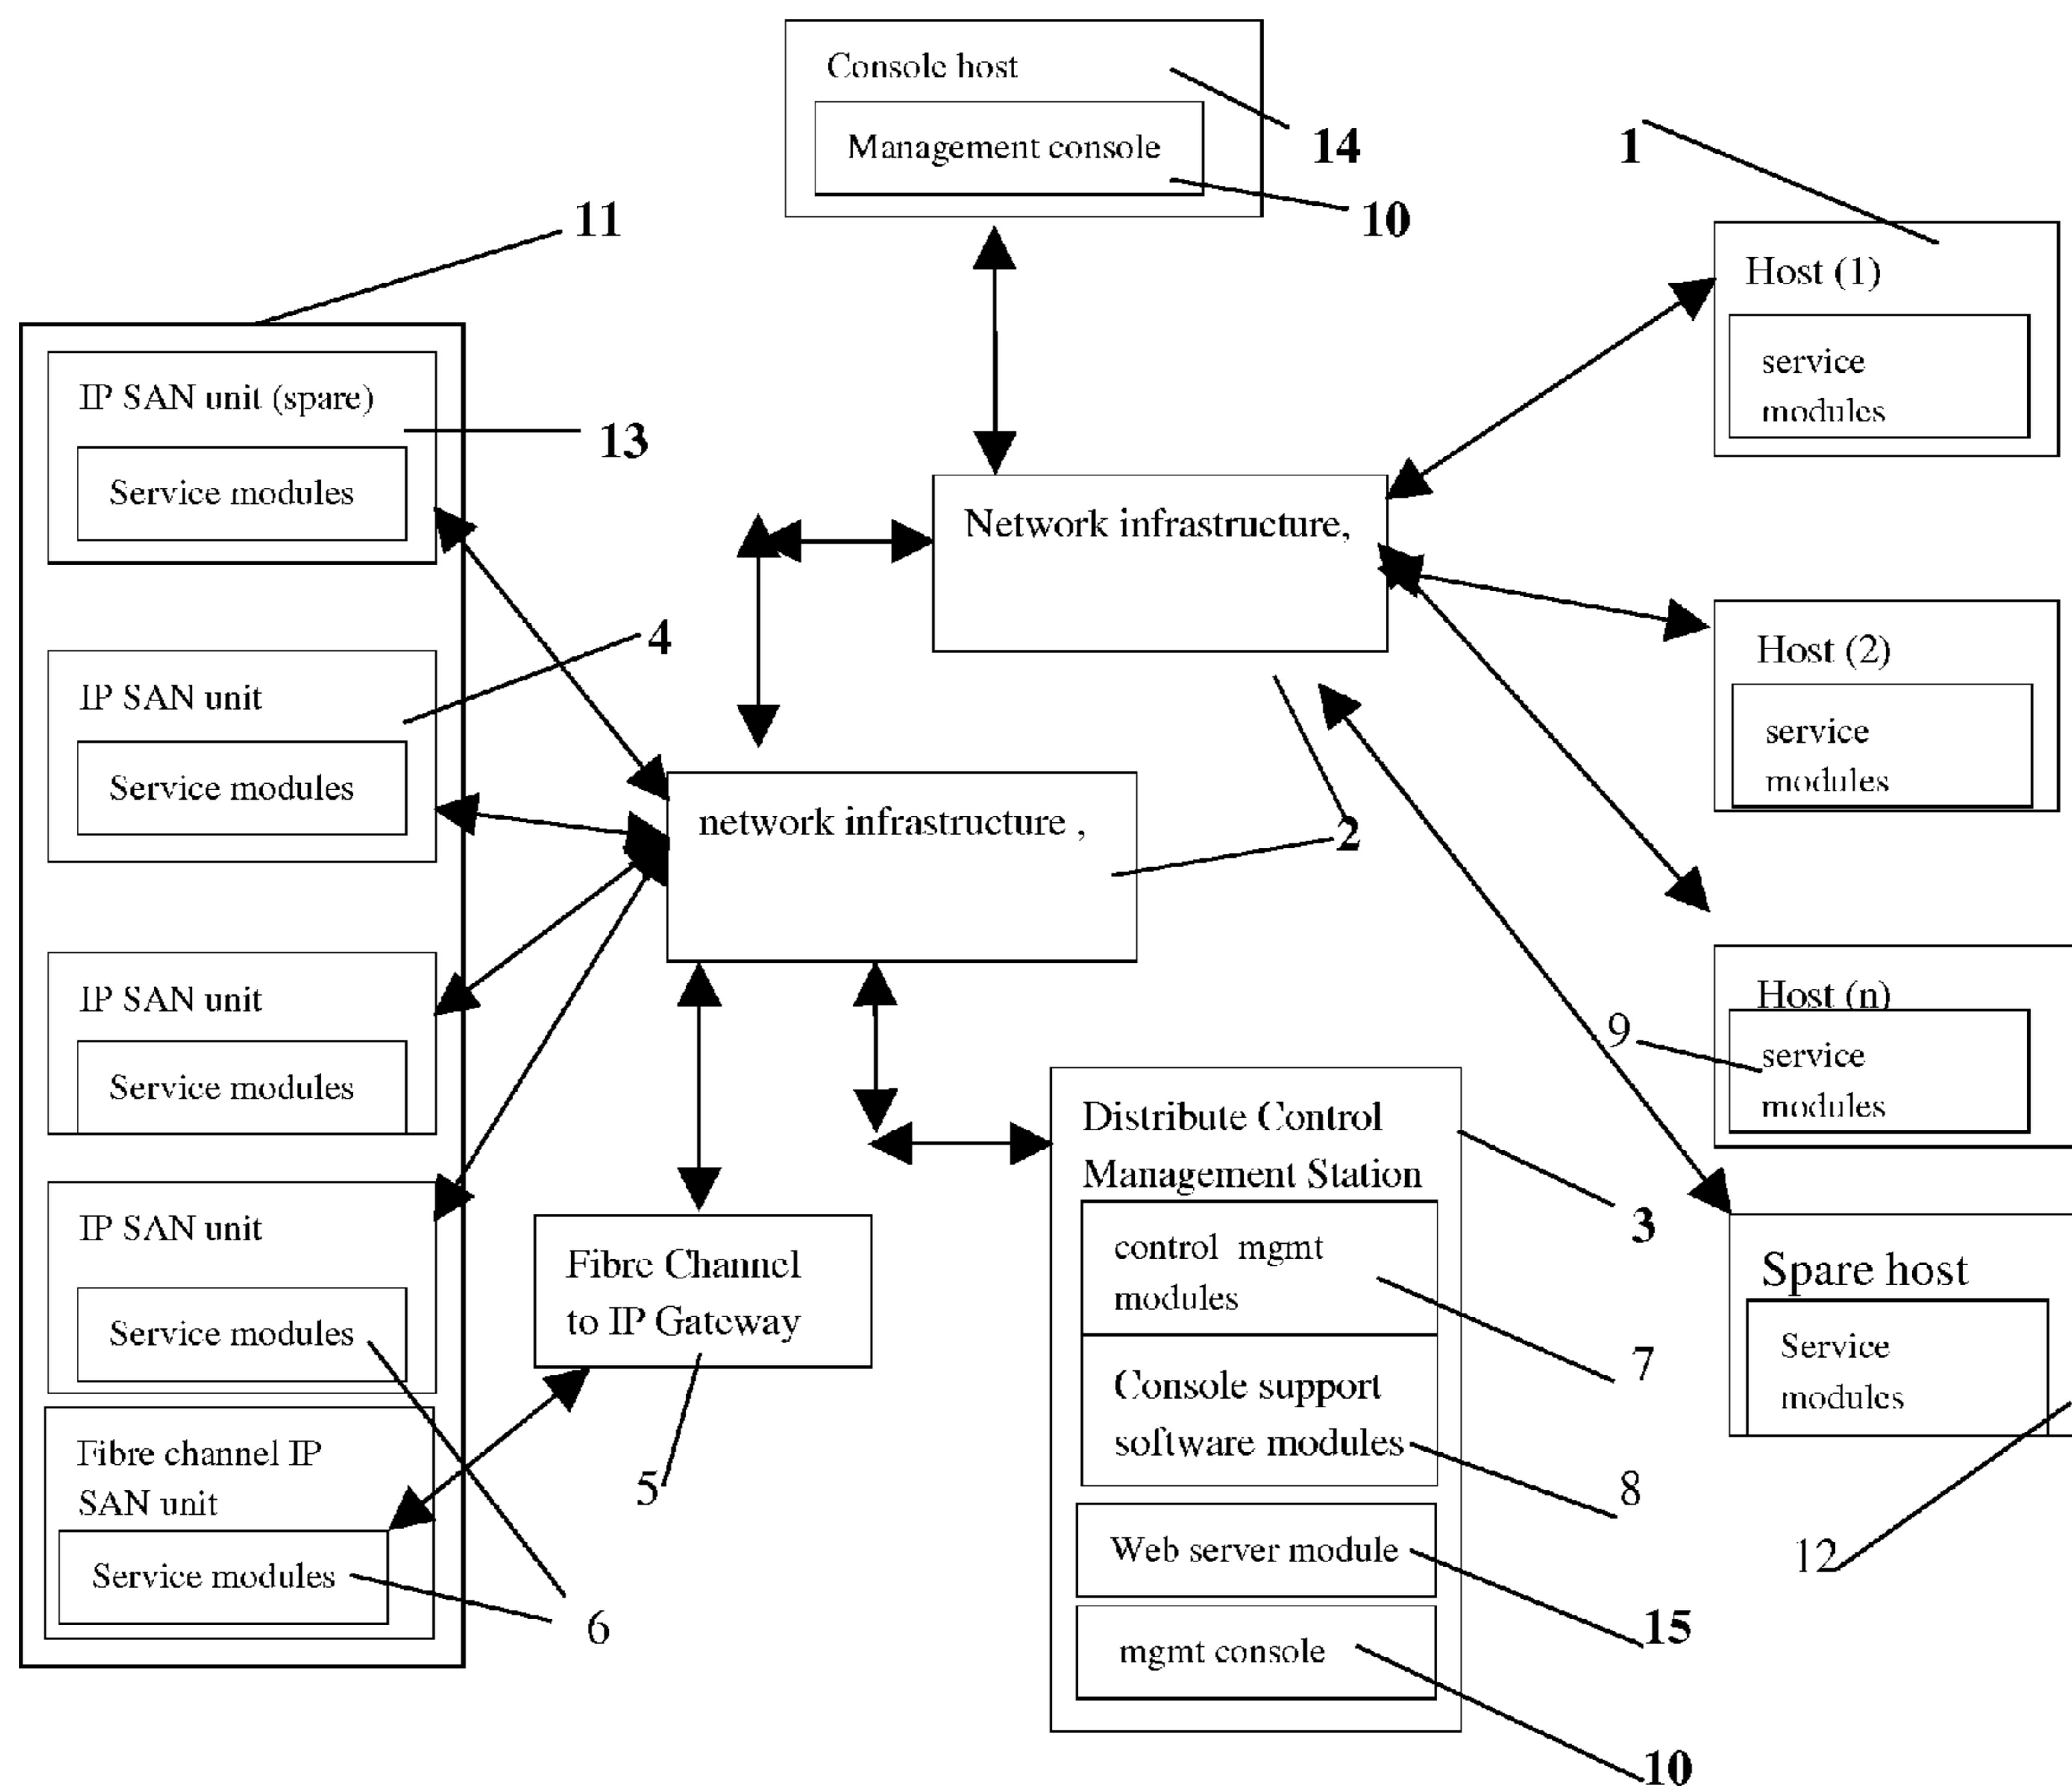 Console host
Management console
14
10
1
11
Host (1)
service
modules
IP SAN unit (spare)
13
Service modules
Network infrastructure,
4
IP SAN unit
Service modules
Host (2)
service
modules
network infrastructure ,
2
IP SAN unit
Service modules
Host (n)
9
service
modules
Distribute Control
Management Station
3
control mgmt
modules
7
Console support
software modules
8
Web server module
15
mgmt console
10
IP SAN unit
Service modules
Fibre Channel
to IP Gateway
5
Spare host
Service
modules
12
Fibre channel IP
SAN unit
Service modules
6